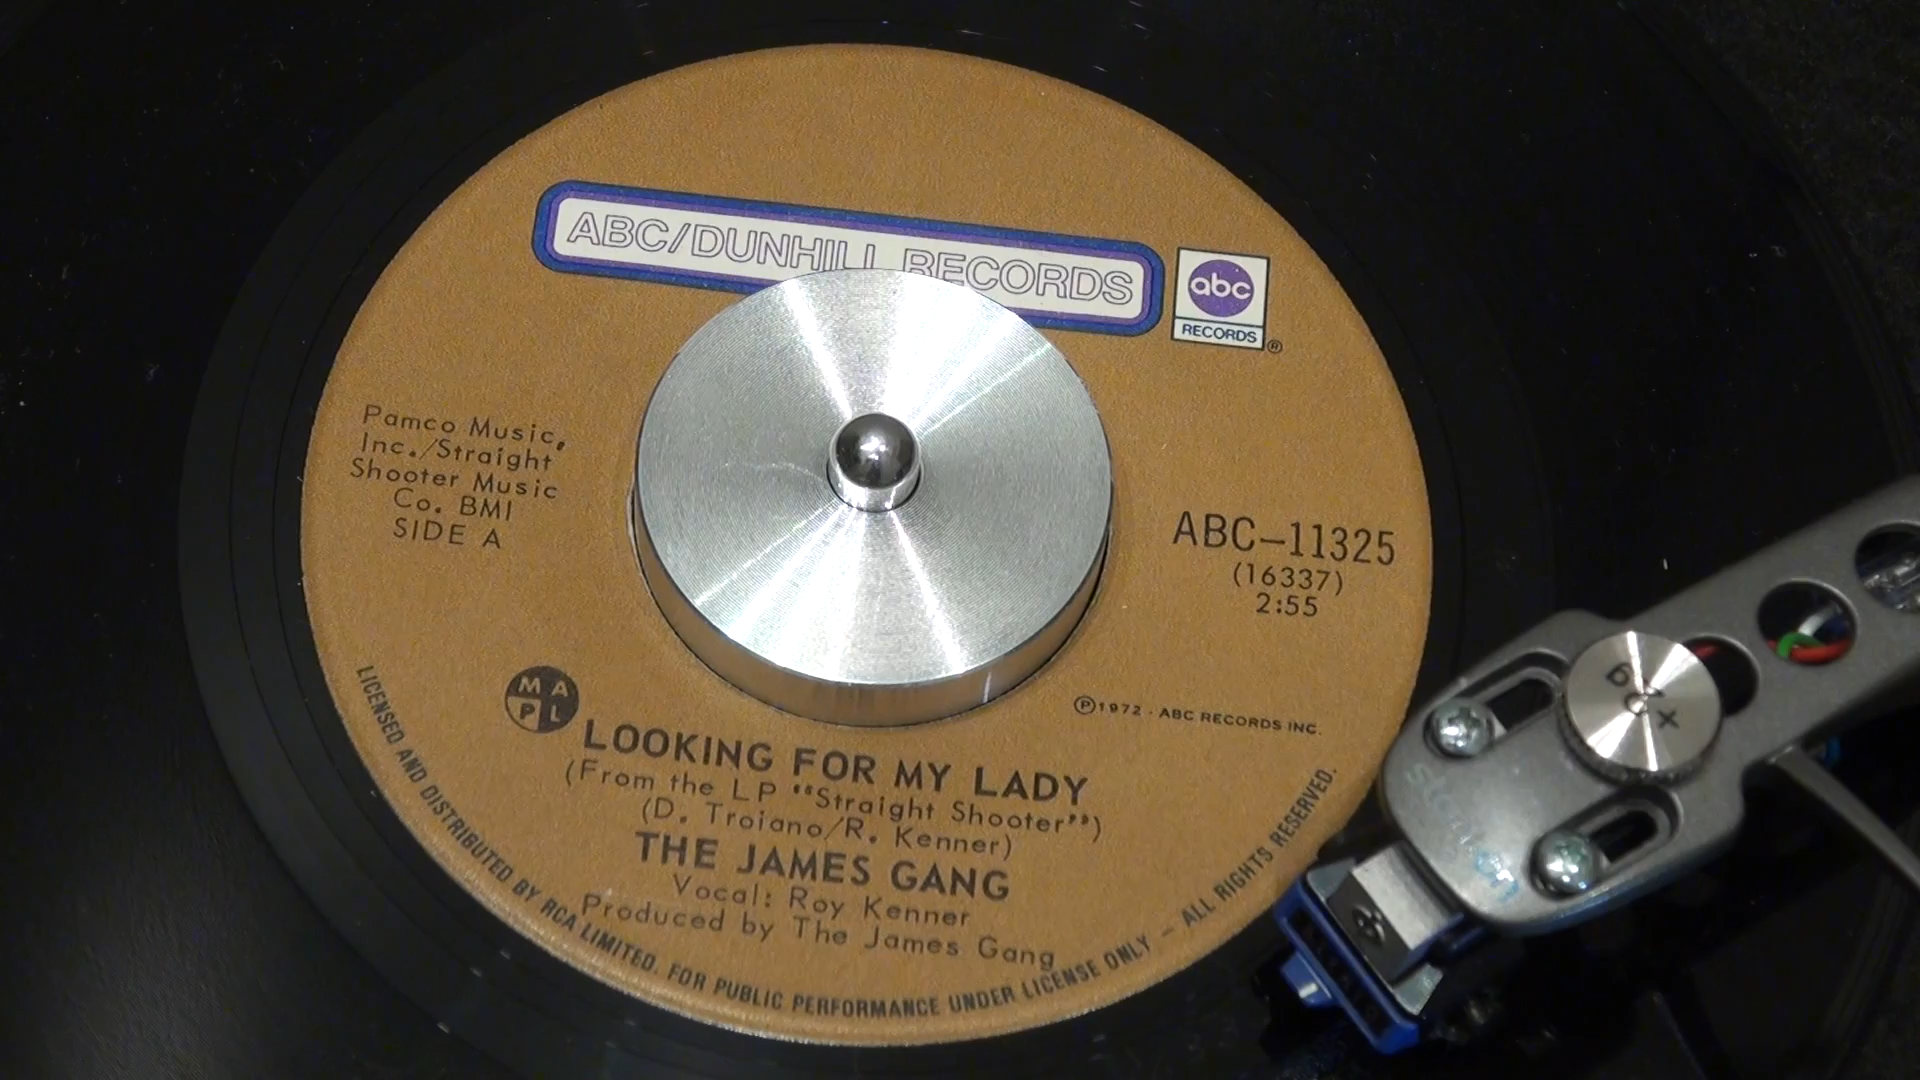 ABC/DUNHILL RECORDS
abc
RECORDS
®
Pamco Music,
Inc./Straight
Shooter Music
Co. BMI
SIDE A
ABC-11325
(16337)
2:55
M A
P L
℗1972 · ABC RECORDS INC.
LOOKING FOR MY LADY
(From the LP "Straight Shooter")
(D. Troiano/R. Kenner)
THE JAMES GANG
Vocal: Roy Kenner
Produced by The James Gang
LICENSED AND DISTRIBUTED BY RCA LIMITED. FOR PUBLIC PERFORMANCE UNDER LICENSE ONLY – ALL RIGHTS RESERVED.